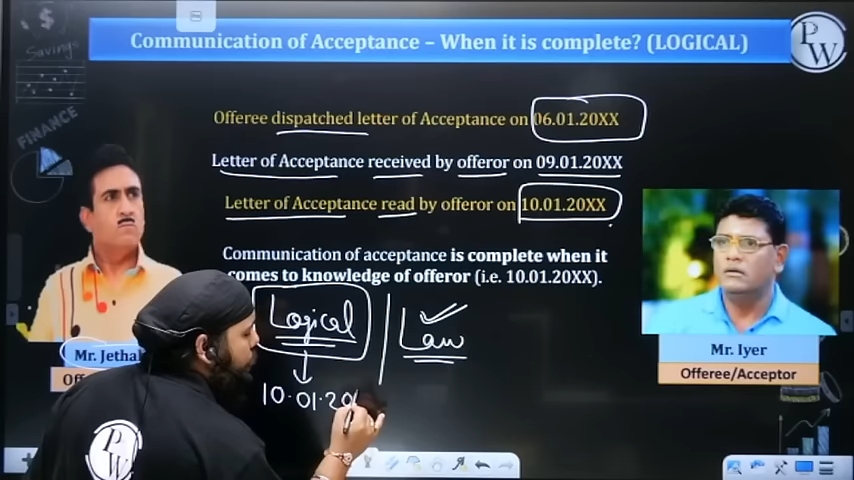 Communication of Acceptance – When it is complete? (LOGICAL)
PW
Savings
FINANCE
Offeree dispatched letter of Acceptance on 06.01.20XX
Letter of Acceptance received by offeror on 09.01.20XX
Letter of Acceptance read by offeror on 10.01.20XX
Communication of acceptance is complete when it
comes to knowledge of offeror (i.e. 10.01.20XX).
Logical
Law
Mr.
Mr. Iyer
Offeree/Acceptor
10.01.20
PW